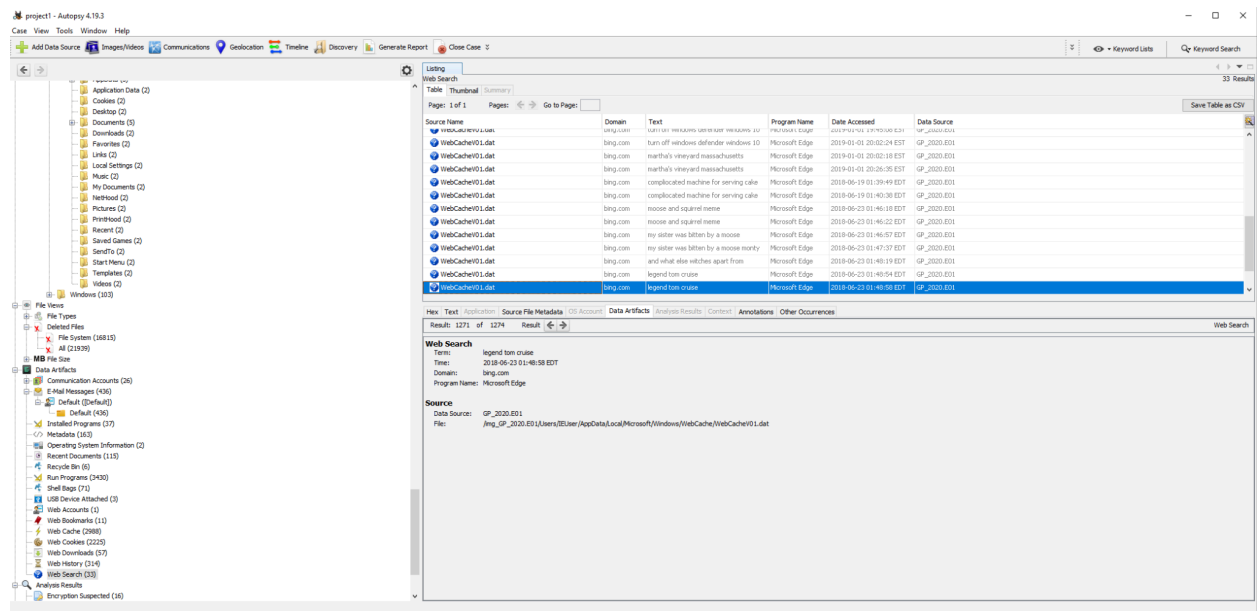 project1 - Autopsy 4.19.3
Case View Tools Window Help
Add Data Source Images/Videos Communications Geolocation Timeline Discovery Generate Report Close Case Keyword Lists Keyword Search
Application Data (2)
Cookies (2)
Desktop (2)
Documents (5)
Downloads (2)
Favorites (2)
Links (2)
Local Settings (2)
Music (2)
My Documents (2)
NetHood (2)
Pictures (2)
PrintHood (2)
Recent (2)
Saved Games (2)
SendTo (2)
Start Menu (2)
Templates (2)
Videos (2)
Windows (103)
File Views
File Types
Deleted Files
File System (16815)
All (21939)
MB File Size
Data Artifacts
Communication Accounts (26)
E-Mail Messages (436)
Default ([Default])
Default (436)
Installed Programs (37)
Metadata (163)
Operating System Information (2)
Recent Documents (115)
Recycle Bin (6)
Run Programs (3430)
Shell Bags (71)
USB Device Attached (3)
Web Accounts (1)
Web Bookmarks (11)
Web Cache (2988)
Web Cookies (2225)
Web Downloads (57)
Web History (314)
Web Search (33)
Analysis Results
Encryption Suspected (16)
Listing
Web Search 33 Results
Table Thumbnail Summary
Page: 1 of 1 Pages: Go to Page: Save Table as CSV
Source Name Domain Text Program Name Date Accessed Data Source
WebCacheV01.dat bing.com turn off windows defender windows 10 Microsoft Edge 2019-01-01 19:45:06 EST GP_2020.E01
WebCacheV01.dat bing.com turn off windows defender windows 10 Microsoft Edge 2019-01-01 20:02:24 EST GP_2020.E01
WebCacheV01.dat bing.com martha's vineyard massachusetts Microsoft Edge 2019-01-01 20:02:18 EST GP_2020.E01
WebCacheV01.dat bing.com martha's vineyard massachusetts Microsoft Edge 2019-01-01 20:26:35 EST GP_2020.E01
WebCacheV01.dat bing.com compliocated machine for serving cake Microsoft Edge 2018-06-19 01:39:49 EDT GP_2020.E01
WebCacheV01.dat bing.com compliocated machine for serving cake Microsoft Edge 2018-06-19 01:40:38 EDT GP_2020.E01
WebCacheV01.dat bing.com moose and squirrel meme Microsoft Edge 2018-06-23 01:46:18 EDT GP_2020.E01
WebCacheV01.dat bing.com moose and squirrel meme Microsoft Edge 2018-06-23 01:46:22 EDT GP_2020.E01
WebCacheV01.dat bing.com my sister was bitten by a moose Microsoft Edge 2018-06-23 01:46:57 EDT GP_2020.E01
WebCacheV01.dat bing.com my sister was bitten by a moose monty Microsoft Edge 2018-06-23 01:47:37 EDT GP_2020.E01
WebCacheV01.dat bing.com and what else witches apart from Microsoft Edge 2018-06-23 01:48:19 EDT GP_2020.E01
WebCacheV01.dat bing.com legend tom cruise Microsoft Edge 2018-06-23 01:48:54 EDT GP_2020.E01
WebCacheV01.dat bing.com legend tom cruise Microsoft Edge 2018-06-23 01:48:58 EDT GP_2020.E01
Hex Text Application Source File Metadata OS Account Data Artifacts Analysis Results Context Annotations Other Occurrences
Result: 1271 of 1274 Result Web Search
Web Search
Term: legend tom cruise
Time: 2018-06-23 01:48:58 EDT
Domain: bing.com
Program Name: Microsoft Edge
Source
Data Source: GP_2020.E01
File: /img_GP_2020.E01/Users/IEUser/AppData/Local/Microsoft/Windows/WebCache/WebCacheV01.dat